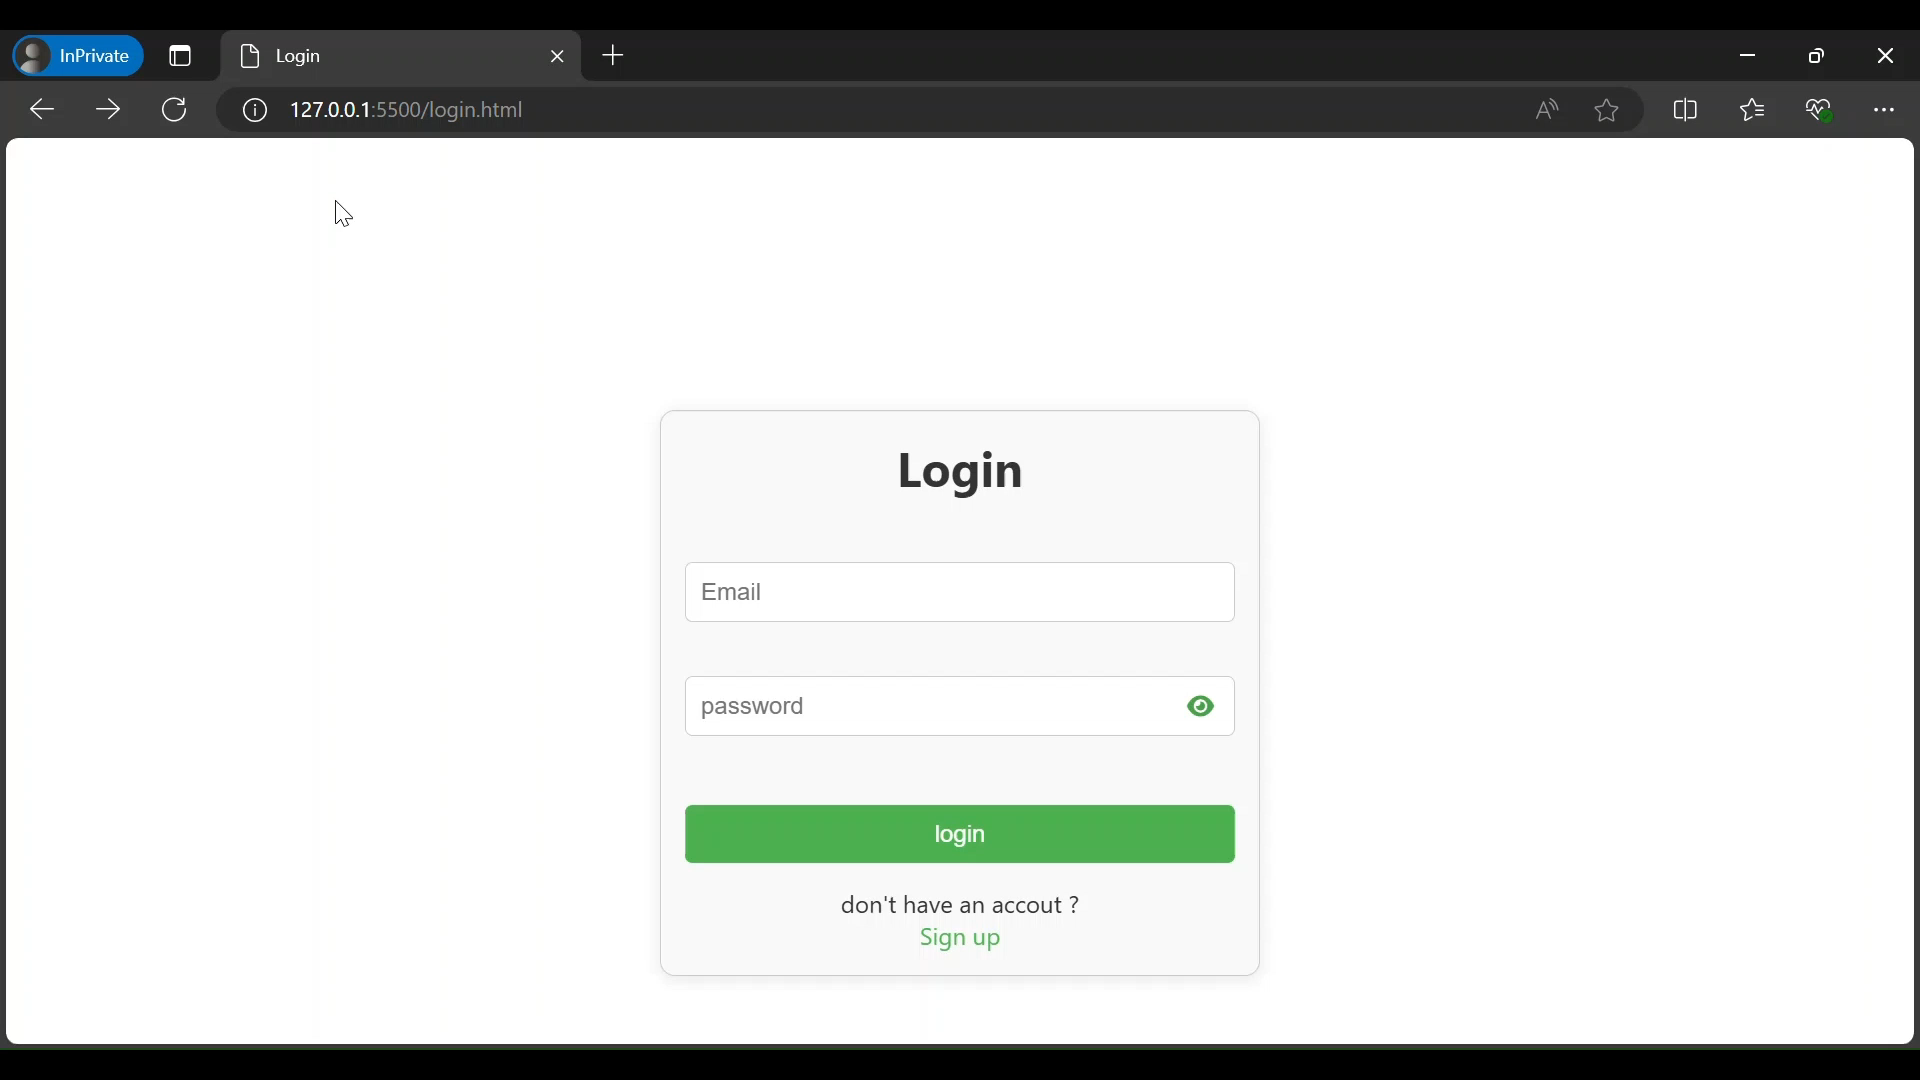 InPrivate
Login
127.0.0.1:5500/login.html
Login
Email
password
login
don't have an accout ?
Sign up